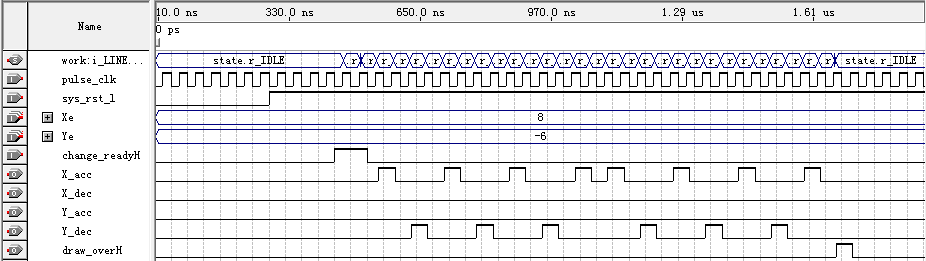 10.0 ns 330.0 ns 650.0 ns 970.0 ns 1.29 us 1.61 us
Name
0 ps
work:i_LINE... state.r_IDLE r r r r r r r r r r r r r r r r r r r r r r r r r r r r r r state.r_IDLE
pulse_clk
sys_rst_l
Xe 8
Ye -6
change_readyH
X_acc
X_dec
Y_acc
Y_dec
draw_overH